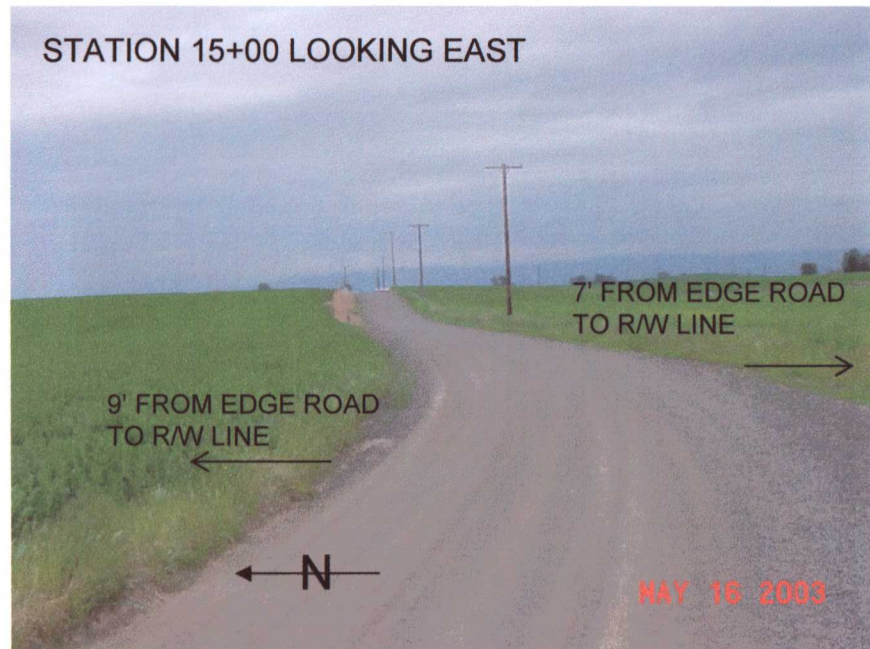 STATION 15+00 LOOKING EAST
7' FROM EDGE ROAD
TO R/W LINE
9' FROM EDGE ROAD
TO R/W LINE
N
MAY 16 2003